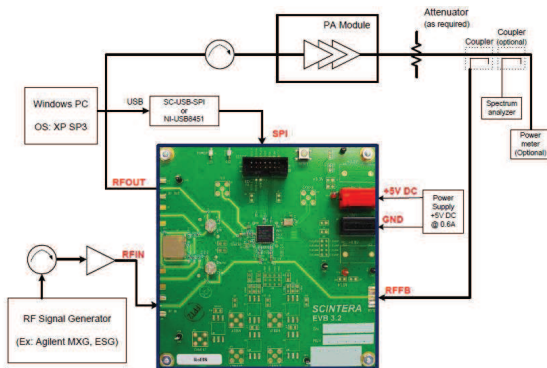 PA Module
Attenuator
(as required)
Coupler
Coupler
(optional)
Windows PC
OS: XP SP3
USB
SC-USB-SPI
or
NI-USB8451
SPI
Spectrum
analyzer
Power
meter
(Optional)
RFOUT
+5V DC
GND
Power
Supply
+5V DC
@ 0.6A
RFIN
RFFB
RF Signal Generator
(Ex: Agilent MXG, ESG)
SCINTERA
EVB 3.2
RoHS